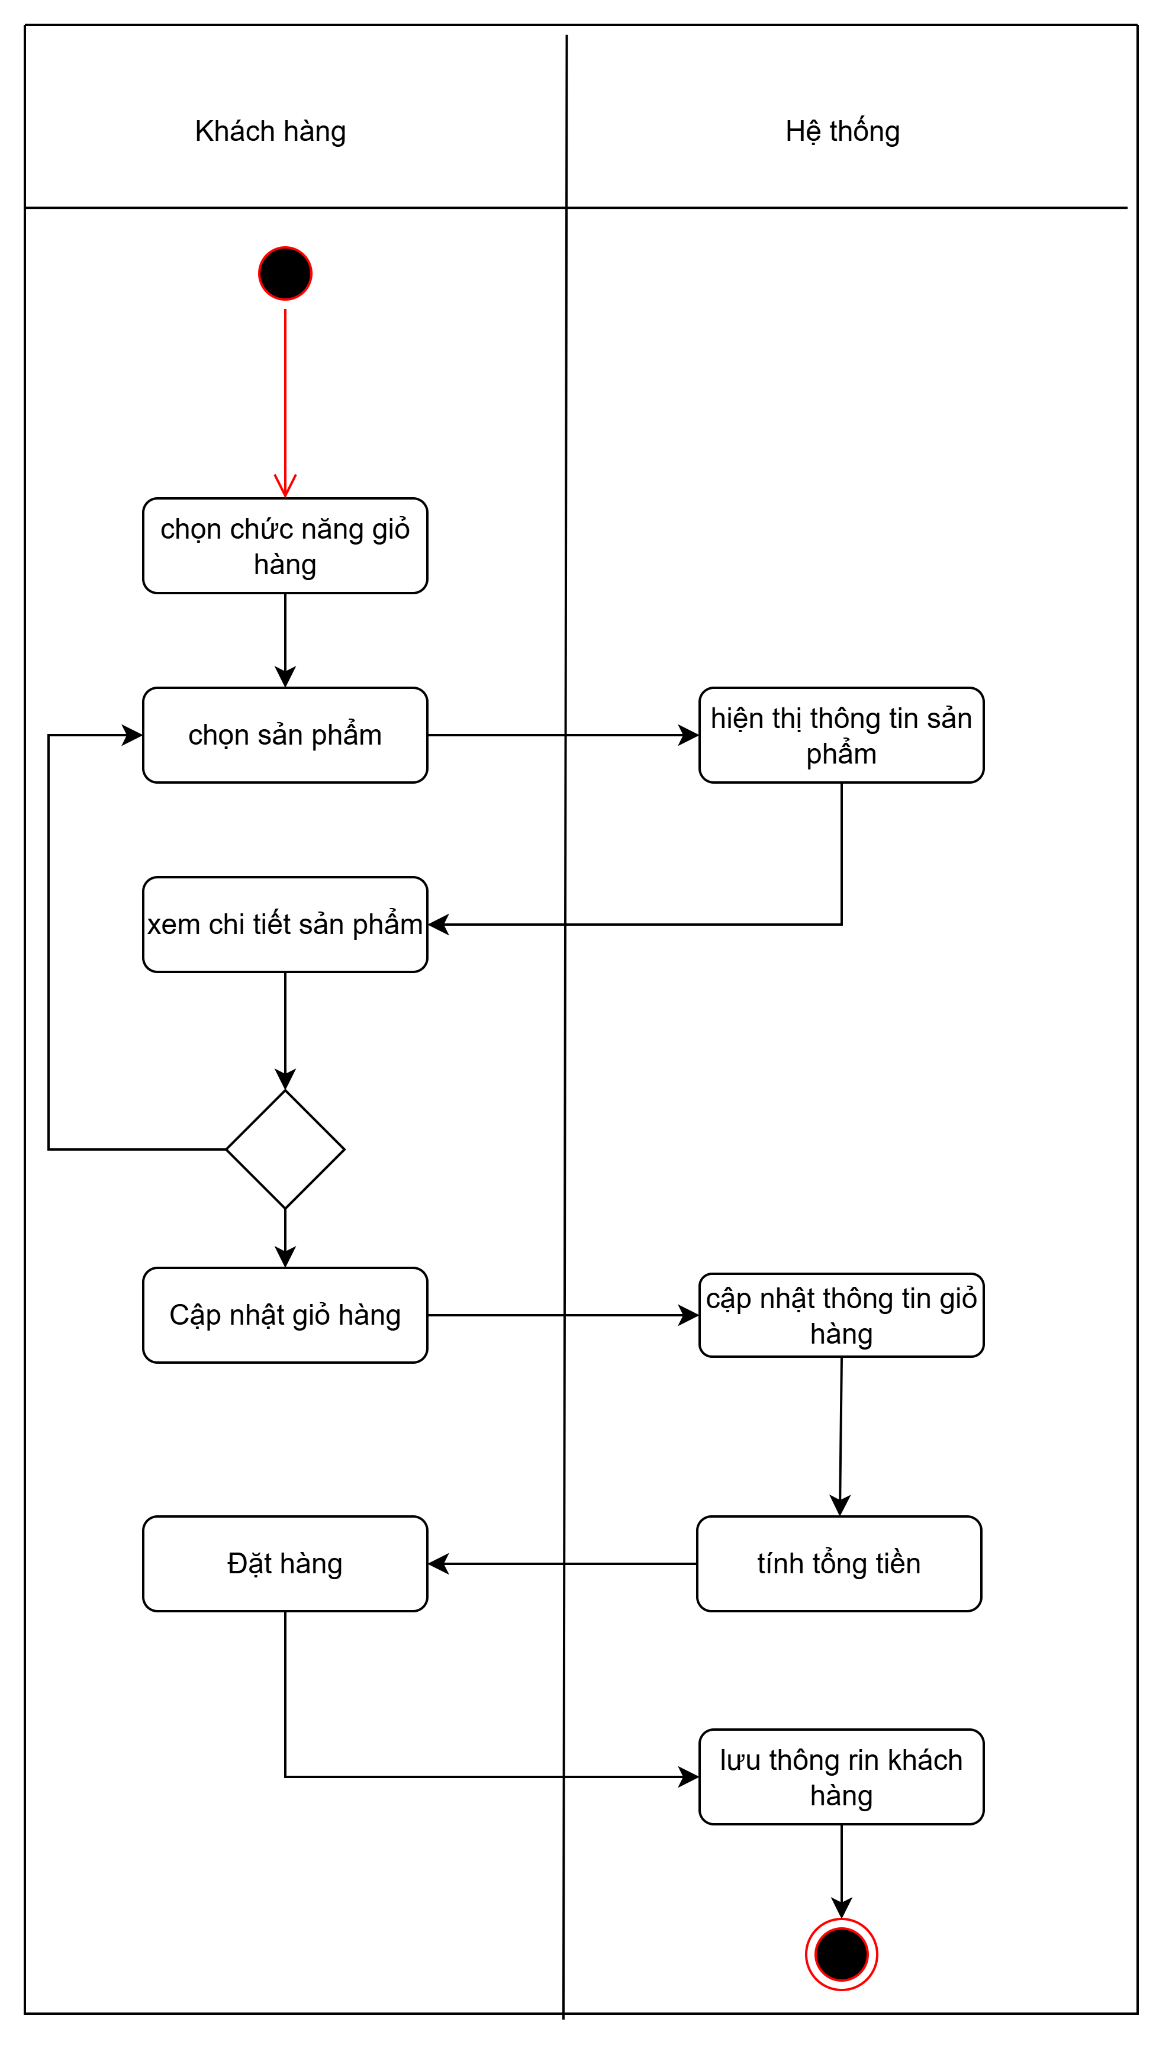 Khách hàng
Hệ thống
chọn chức năng giỏ
hàng
chọn sản phẩm
hiện thị thông tin sản
phẩm
xem chi tiết sản phẩm
Cập nhật giỏ hàng
cập nhật thông tin giỏ
hàng
Đặt hàng
tính tổng tiền
lưu thông rin khách
hàng